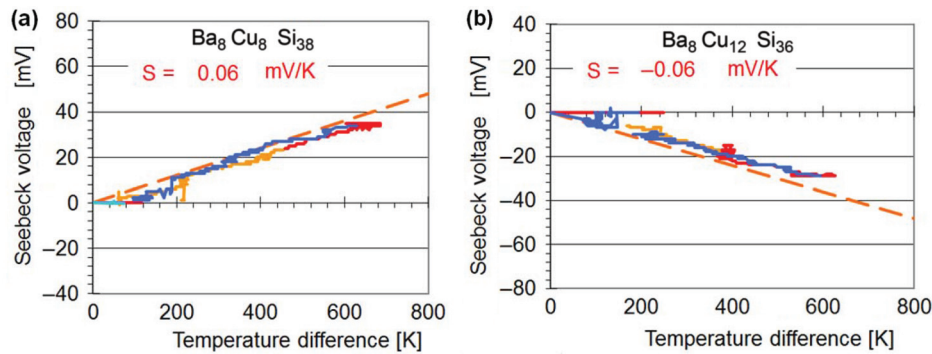 (a)
Ba8 Cu8 Si38
S = 0.06 mV/K
Seebeck voltage [mV]
80
60
40
20
0
–20
–40
0 200 400 600 800
Temperature difference [K]
(b)
Ba8 Cu12 Si36
S = –0.06 mV/K
Seebeck voltage [mV]
40
20
0
–20
–40
–60
–80
0 200 400 600 800
Temperature difference [K]